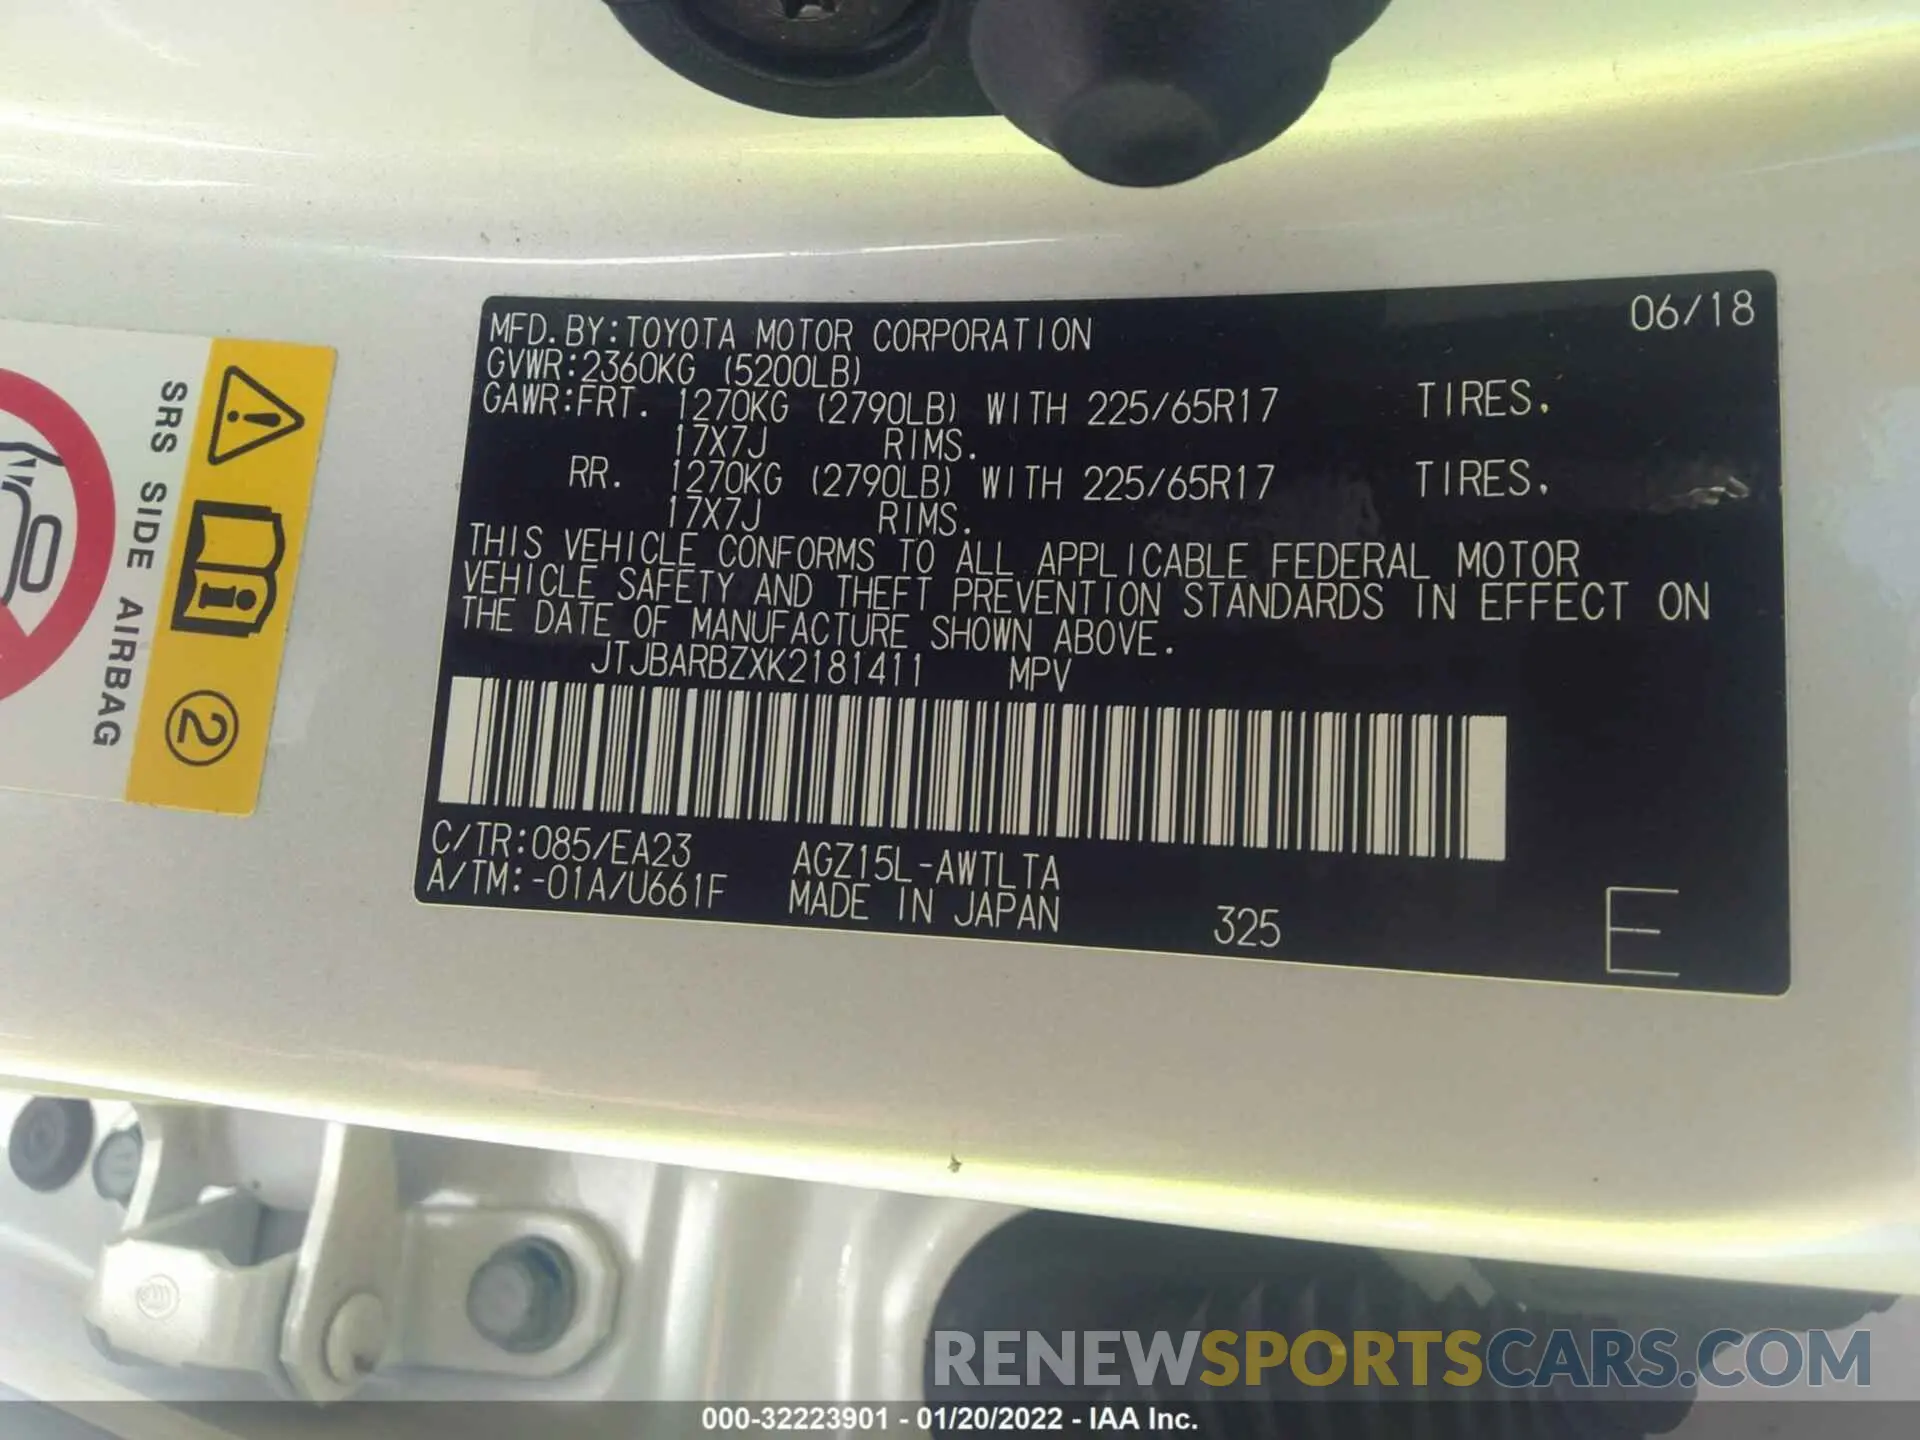 MFD.BY:TOYOTA MOTOR CORPORATION 06/18
GVWR:2360KG (5200LB)
GAWR:FRT. 1270KG (2790LB) WITH 225/65R17 TIRES.
17X7J RIMS.
RR. 1270KG (2790LB) WITH 225/65R17 TIRES.
17X7J RIMS.
THIS VEHICLE CONFORMS TO ALL APPLICABLE FEDERAL MOTOR
VEHICLE SAFETY AND THEFT PREVENTION STANDARDS IN EFFECT ON
THE DATE OF MANUFACTURE SHOWN ABOVE.
JTJBARBZXK2181411 MPV
C/TR:085/EA23 AGZ15L-AWTLTA
A/TM:-01A/U661F MADE IN JAPAN 325 E
SRS SIDE AIRBAG
2
RENEWSPORTSCARS.COM
000-32223901 - 01/20/2022 - IAA Inc.